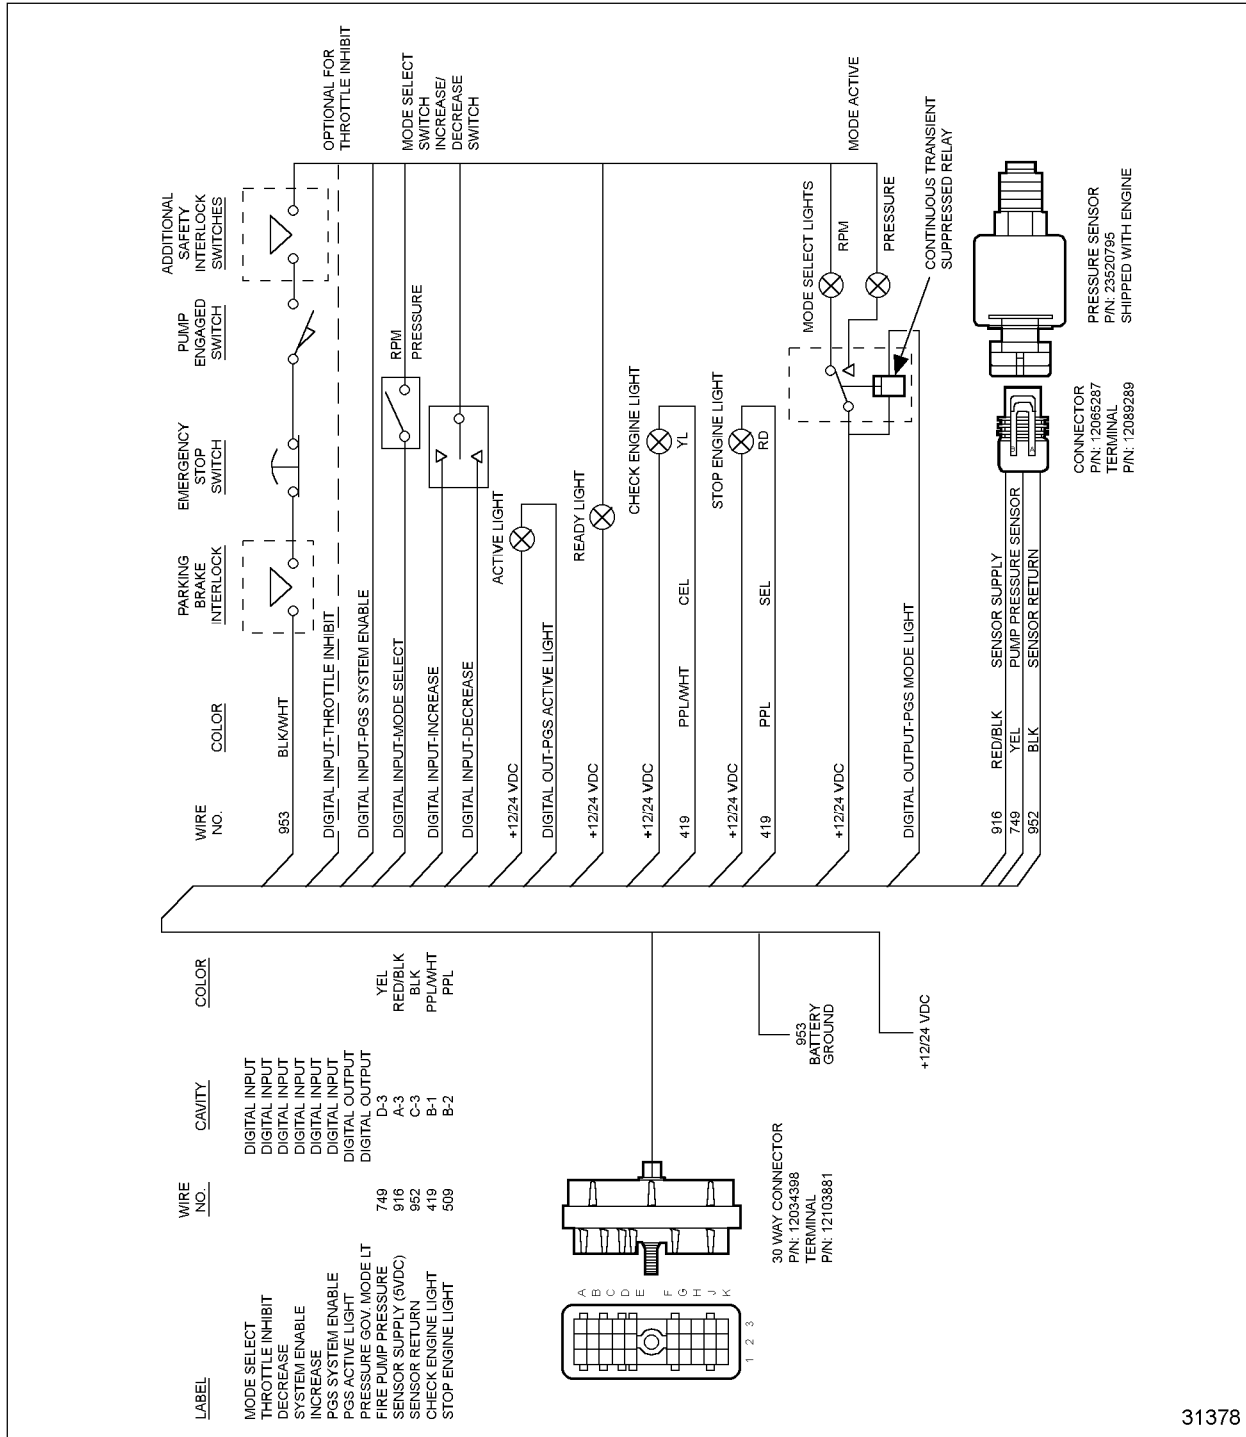 LABEL
WIRE
NO.
CAVITY
COLOR
MODE SELECT DIGITAL INPUT
THROTTLE INHIBIT DIGITAL INPUT
DECREASE DIGITAL INPUT
SYSTEM ENABLE DIGITAL INPUT
INCREASE DIGITAL INPUT
PGS SYSTEM ENABLE DIGITAL INPUT
PGS ACTIVE LIGHT DIGITAL OUTPUT
PRESSURE GOV. MODE LT DIGITAL OUTPUT
FIRE PUMP PRESSURE 749 D-3 YEL
SENSOR SUPPLY (5VDC) 916 A-3 RED/BLK
SENSOR RETURN 952 C-3 BLK
CHECK ENGINE LIGHT 419 B-1 PPL/WHT
STOP ENGINE LIGHT 509 B-2 PPL
A
B
C
D
E
F
G
H
J
K
1 2 3
30 WAY CONNECTOR
P/N: 12034398
TERMINAL
P/N: 12103881
953
BATTERY
GROUND
+12/24 VDC
WIRE
NO.
COLOR
PARKING
BRAKE
INTERLOCK
EMERGENCY
STOP
SWITCH
PUMP
ENGAGED
SWITCH
ADDITIONAL
SAFETY
INTERLOCK
SWITCHES
953 BLK/WHT
DIGITAL INPUT-THROTTLE INHIBIT
OPTIONAL FOR
THROTTLE INHIBIT
DIGITAL INPUT-PGS SYSTEM ENABLE
DIGITAL INPUT-MODE SELECT
RPM
PRESSURE
MODE SELECT
SWITCH
INCREASE/
DECREASE
SWITCH
DIGITAL INPUT-INCREASE
DIGITAL INPUT-DECREASE
+12/24 VDC
ACTIVE LIGHT
DIGITAL OUT-PGS ACTIVE LIGHT
+12/24 VDC
READY LIGHT
+12/24 VDC
CHECK ENGINE LIGHT
YL
419 PPL/WHT CEL
+12/24 VDC
STOP ENGINE LIGHT
RD
419 PPL SEL
+12/24 VDC
MODE SELECT LIGHTS
RPM
PRESSURE
MODE ACTIVE
DIGITAL OUTPUT-PGS MODE LIGHT
CONTINUOUS TRANSIENT
SUPPRESSED RELAY
916 RED/BLK SENSOR SUPPLY
749 YEL PUMP PRESSURE SENSOR
952 BLK SENSOR RETURN
CONNECTOR
P/N: 12065287
TERMINAL
P/N: 12089289
PRESSURE SENSOR
P/N: 23520795
SHIPPED WITH ENGINE
31378